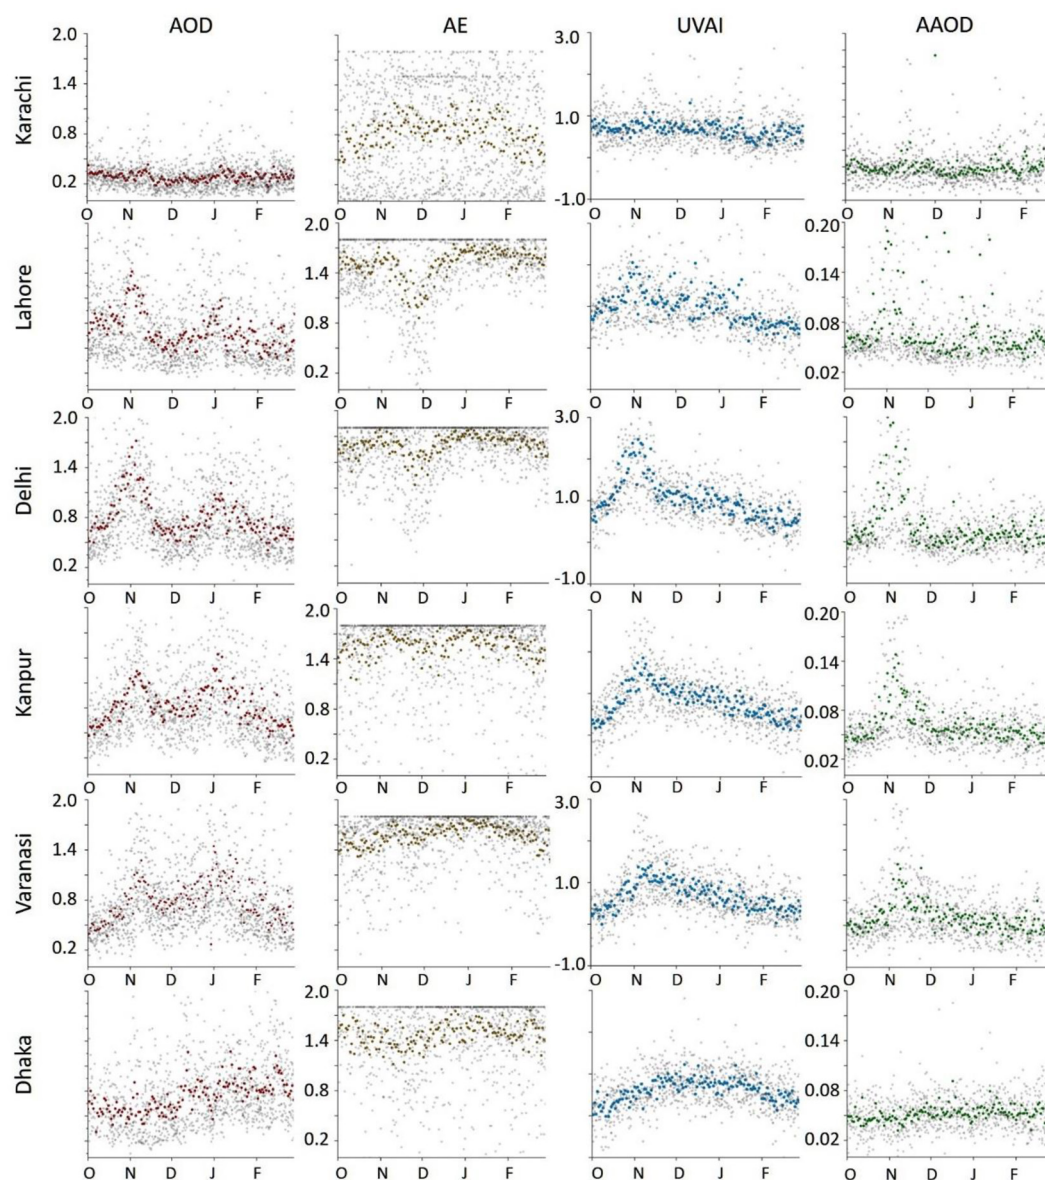 AOD AE UVAI AAOD
Karachi
2.0 1.4 0.8 0.2
3.0 1.0 -1.0
O N D J F O N D J F O N D J F O N D J F
Lahore
2.0 1.4 0.8 0.2
0.20 0.14 0.08 0.02
O N D J F O N D J F O N D J F O N D J F
Delhi
2.0 1.4 0.8 0.2
3.0 1.0 -1.0
O N D J F O N D J F O N D J F O N D J F
Kanpur
2.0 1.4 0.8 0.2
0.20 0.14 0.08 0.02
O N D J F O N D J F O N D J F O N D J F
Varanasi
2.0 1.4 0.8 0.2
3.0 1.0 -1.0
O N D J F O N D J F O N D J F O N D J F
Dhaka
2.0 1.4 0.8 0.2
0.20 0.14 0.08 0.02
O N D J F O N D J F O N D J F O N D J F